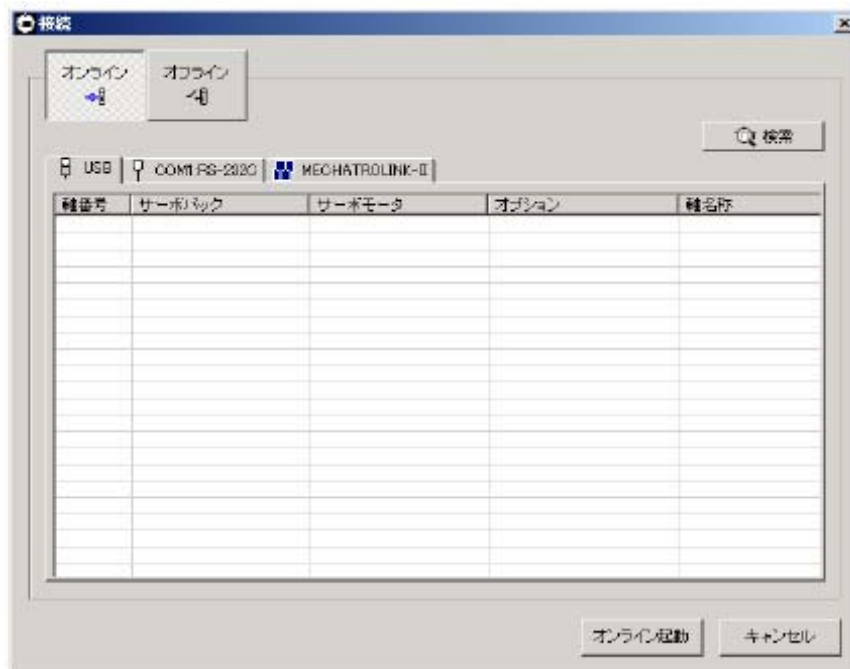 接続
オンライン オフライン
検索
USB COM1:RS-232C MECHATROLINK-II
軸番号 サーボパック サーボモータ オプション 軸名称
オンライン起動 キャンセル